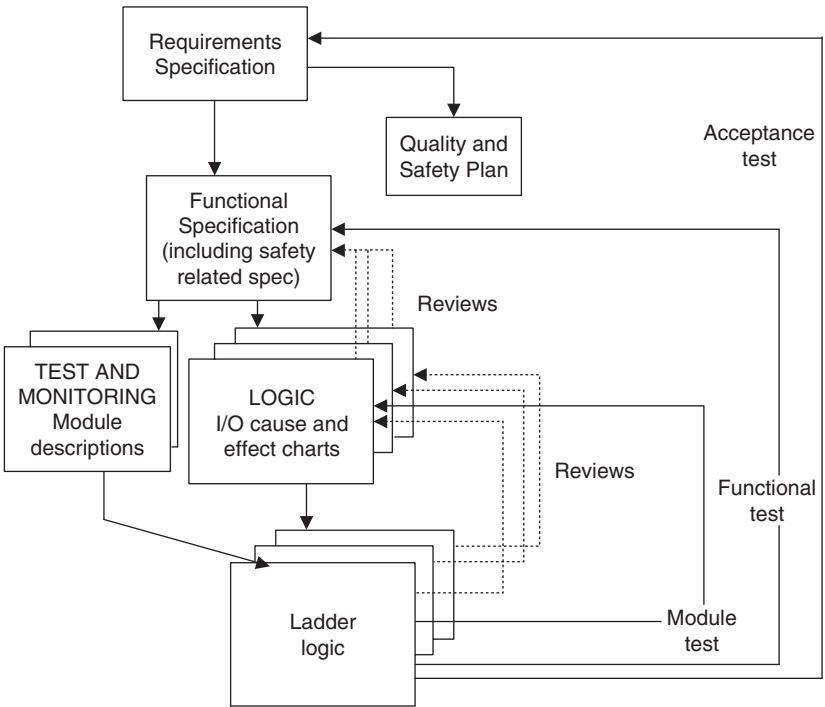 Requirements
Specification
Acceptance
test
Quality and
Safety Plan
Functional
Specification
(including safety
related spec)
Reviews
TEST AND
MONITORING
Module
descriptions
LOGIC
I/O cause and
effect charts
Reviews
Functional
test
Ladder
logic
Module
test